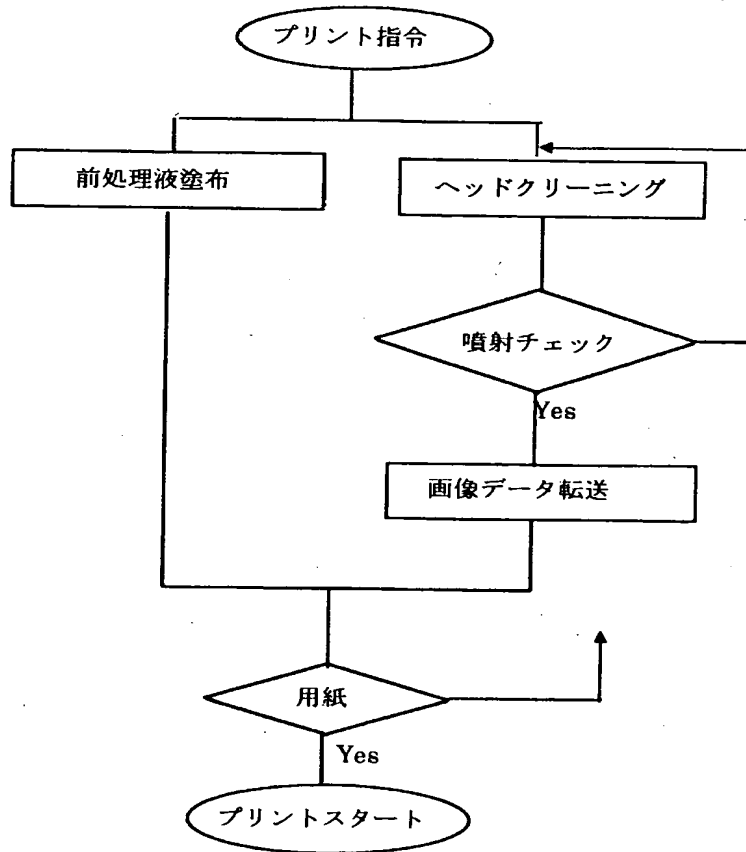 プリント指令
前処理液塗布
ヘッドクリーニング
噴射チェック
Yes
画像データ転送
用紙
Yes
プリントスタート